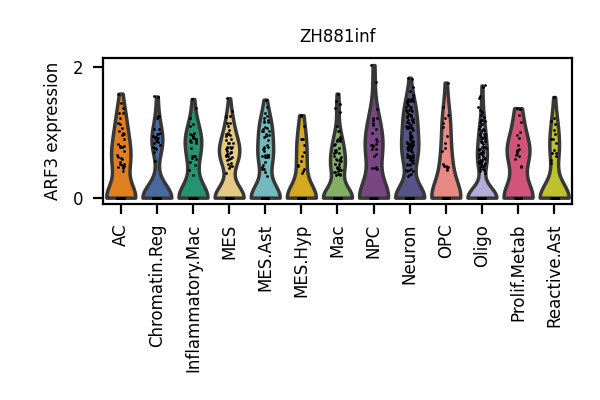 ZH881inf
ARF3 expression
2
0
AC
Chromatin.Reg
Inflammatory.Mac
MES
MES.Ast
MES.Hyp
Mac
NPC
Neuron
OPC
Oligo
Prolif.Metab
Reactive.Ast